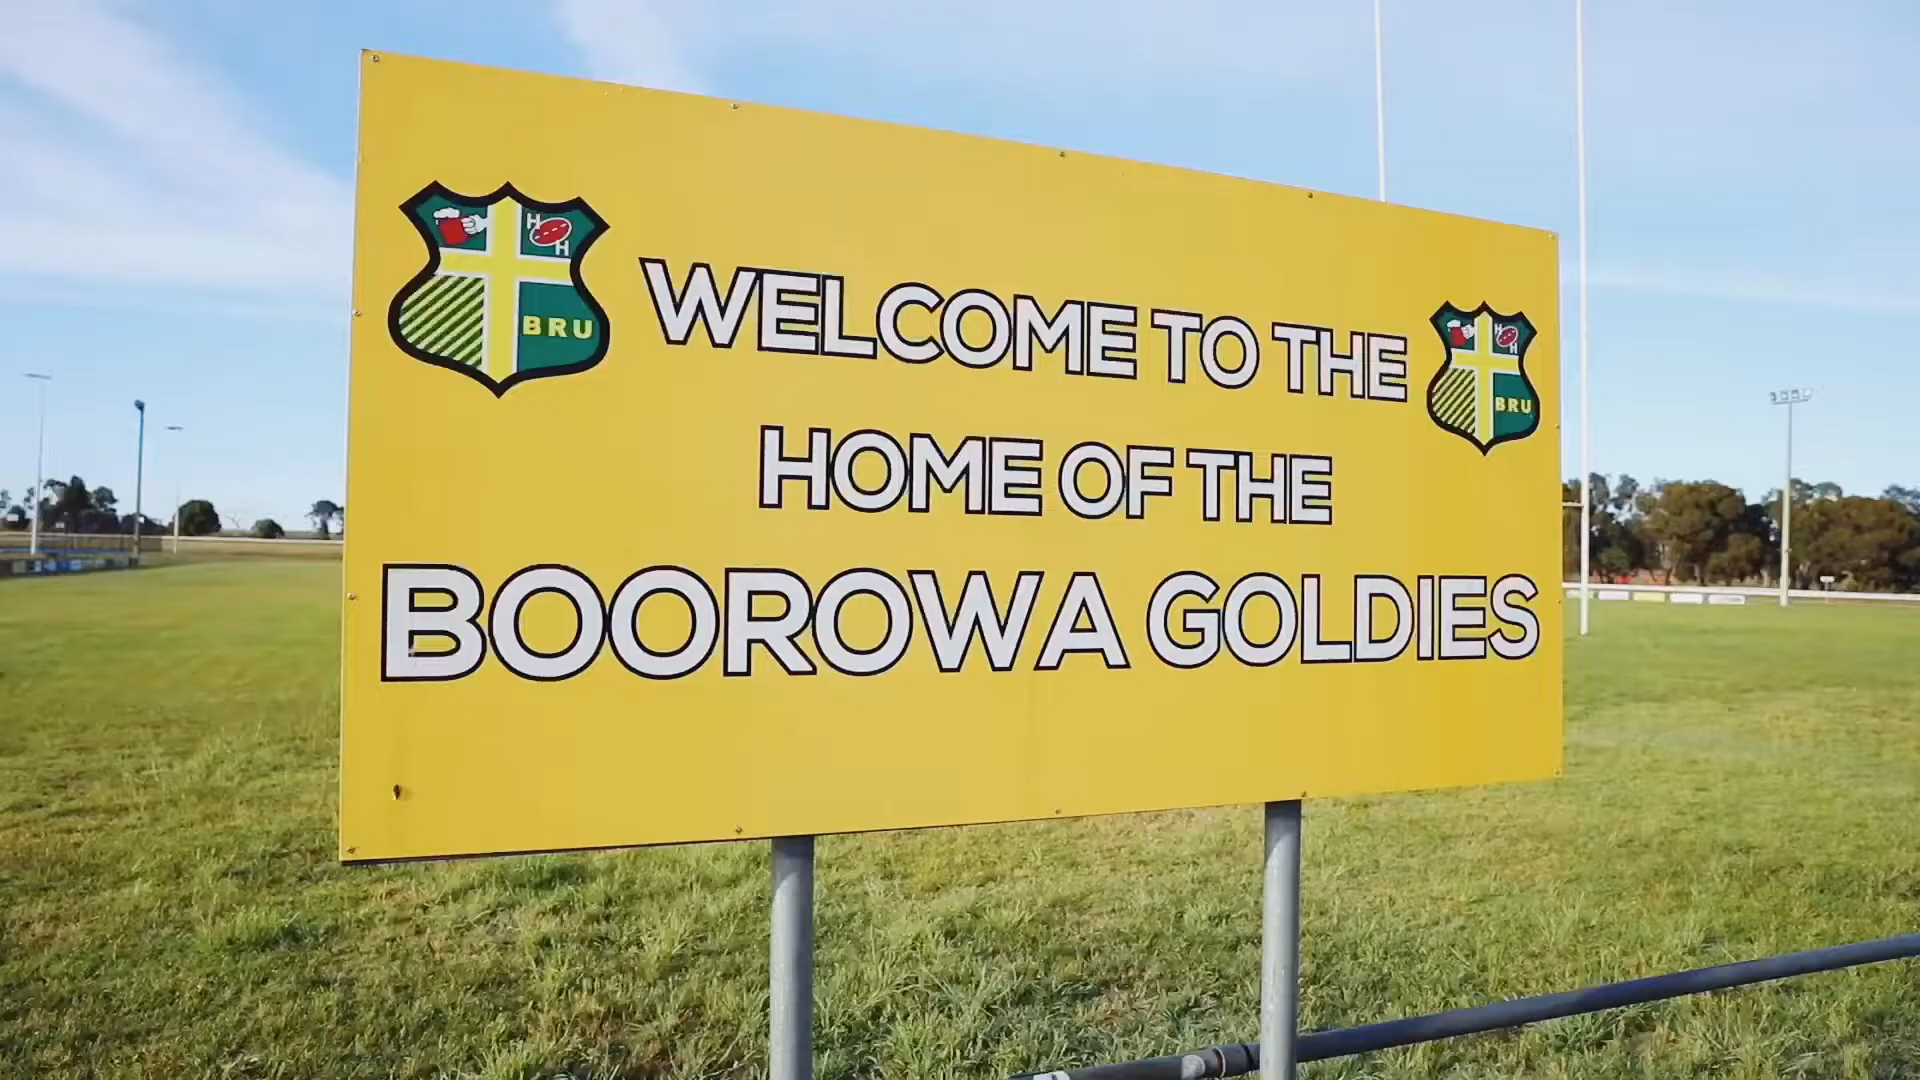 WELCOME TO THE
HOME OF THE
BOOROWA GOLDIES
H
H
BRU
H
H
BRU